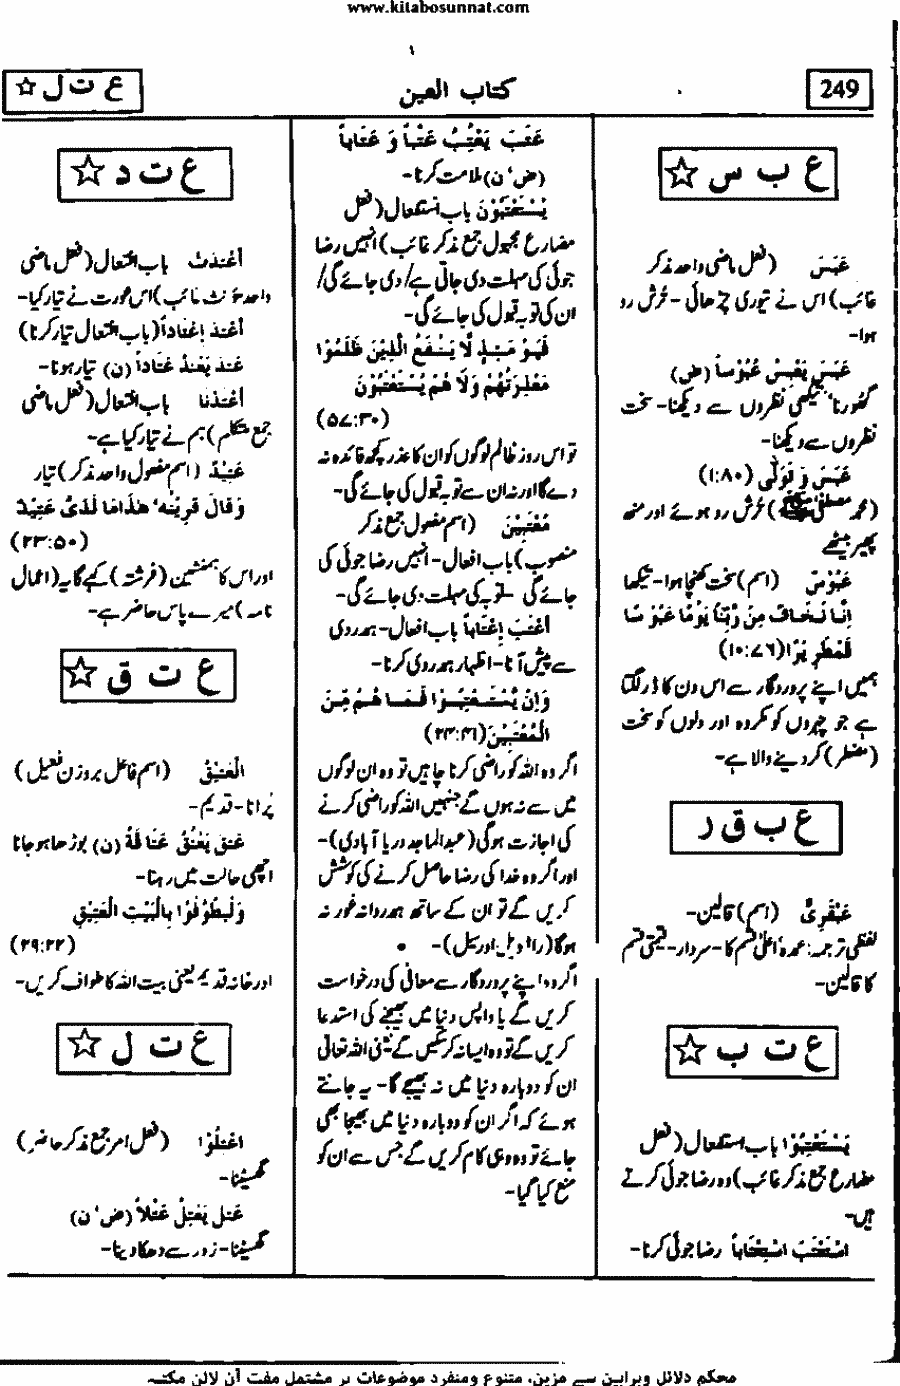 www.kitabosunnat.com
۱
249
كتاب العين
ع ت ل ☆
ع ب س ☆
عَبَسَ (فعل ماضی واحد مذکر
غائب) اس نے تیوری چڑھائی - تُرش رو
ہوا-
عَبَسَ يَعْبِسُ عُبُوْساً (ض)
گھُورنا' تیکھی نظروں سے دیکھنا- سخت
نظروں سے دیکھنا-
عَبَسَ وَ تَوَلّٰى (۱:۸۰)
(محمد مصطفیٰ ﷺ) تُرش رو ہوئے اور منھ
پھیر بیٹھے
عَبُوْسٌ (اسم) سخت کھنچا ہوا- تیکھا
اِنَّا نَخَافُ مِنْ رَّبِّنَا يَوْمًا عَبُوْسًا
قَمْطَرِيْرًا (۱۰:۷۶)
ہمیں اپنے پروردگار سے اس دن کا ڈر لگتا
ہے جو چہروں کو مکروہ اور دلوں کو سخت
(مضطر) کر دینے والا ہے-
ع ب ق ر
عَبْقَرِىٌّ (اسم) قالین-
لفظی ترجمہ: عمدہ' اعلیٰ قسم کا- سردار- قیمتی قسم
کا قالین-
ع ت ب ☆
يَسْتَعْتِبُوْا باب استفعال (فعل
مضارع جمع مذکر غائب) وہ رضا جوئی کرتے
ہیں-
اسْتَعْتَبَ اسْتِعْتَاباً رضا جوئی کرنا-
عَتَبَ يَعْتِبُ عَتْباً وَ عَتَاباً
(ض' ن) ملامت کرنا-
يُسْتَعْتَبُوْنَ باب استفعال (فعل
مضارع مجہول جمع مذکر غائب) انہیں رضا
جوئی کی مہلت دی جاتی ہے/ دی جائے گی/
ان کی توبہ قبول کی جائے گی-
فَيَوْمَئِذٍ لَّا يَنْفَعُ الَّذِيْنَ ظَلَمُوْا
مَعْذِرَتُهُمْ وَلَا هُمْ يُسْتَعْتَبُوْنَ
(۵۷:۳۰)
تو اس روز ظالم لوگوں کو ان کا عذر کچھ فائدہ نہ
دے گا اور نہ ان سے توبہ قبول کی جائے گی-
مُعْتَبِيْنَ (اسم مفعول جمع مذکر
منصوب) باب افعال- انہیں رضا جوئی کی
جائے گی - توبہ کی مہلت دی جائے گی-
أَعْتَبَ إِعْتَاباً باب افعال- ہمدردی
سے پیش آنا- اظہار ہمدردی کرنا-
وَاِنْ يَّسْتَعْتِبُوْا فَمَا هُمْ مِّنَ
الْمُعْتَبِيْنَ (۲۳:۴۱)
اگر وہ اللہ کو راضی کرنا چاہیں تو وہ ان لوگوں
میں سے نہ ہوں گے جنہیں اللہ کو راضی کرنے
کی اجازت ہوگی (عبدالماجد دریا آبادی)-
اور اگر وہ خدا کی رضا حاصل کرنے کی کوشش
کریں گے تو ان کے ساتھ ہمدردانہ غور نہ
ہوگا (راڈویل اور سیل)-
اگر وہ اپنے پروردگار سے معافی کی درخواست
کریں گے یا واپس دنیا میں بھیجنے کی استدعا
کریں گے تو وہ ایسا نہ کر سکیں گے- یعنی اللہ تعالیٰ
ان کو دوبارہ دنیا میں نہ بھیجے گا- یہ جانتے
ہوئے کہ اگر ان کو دوبارہ دنیا میں بھیجا بھی
جائے تو وہ وہی کام کریں گے جس سے ان کو
منع کیا گیا-
ع ت د ☆
أَعْتَدَتْ باب افتعال (فعل ماضی
واحد مؤنث غائب) اس عورت نے تیار کیا-
أَعْتَدَ إِعْتَاداً (باب افتعال تیار کرنا)
عَتَدَ يَعْتُدُ عَتَاداً (ن) تیار ہونا-
أَعْتَدْنَا باب افتعال (فعل ماضی
جمع متکلم) ہم نے تیار کیا ہے-
عَتِيْدٌ (اسم مفعول واحد مذکر) تیار
وَقَالَ قَرِيْنُهٗ هٰذَامَا لَدَىَّ عَتِيْدٌ
(۲۳:۵۰)
اور اس کا ہمنشین (فرشتہ) کہے گا یہ (اعمال
نامہ) میرے پاس حاضر ہے-
ع ت ق ☆
الْعَتِيْقُ (اسم فاعل بروزن فعیل)
پُرانا- قدیم-
عَتَقَ يَعْتُقُ عَتَاقَةً (ن) بوڑھا ہو جانا
اچھی حالت میں رہنا-
وَلْيَطَّوَّفُوْا بِالْبَيْتِ الْعَتِيْقِ
(۲۹:۲۲)
اور خانہ قدیم یعنی بیت اللہ کا طواف کریں-
ع ت ل ☆
اعْتِلُوْا (فعل امر جمع مذکر حاضر)
گھسیٹنا-
عَتَلَ يَعْتِلُ عَتْلاً (ض' ن)
گھسیٹنا- زور سے دھکا دینا-
محکم دلائل وبراہین سے مزین، متنوع ومنفرد موضوعات پر مشتمل مفت آن لائن مکتبہ